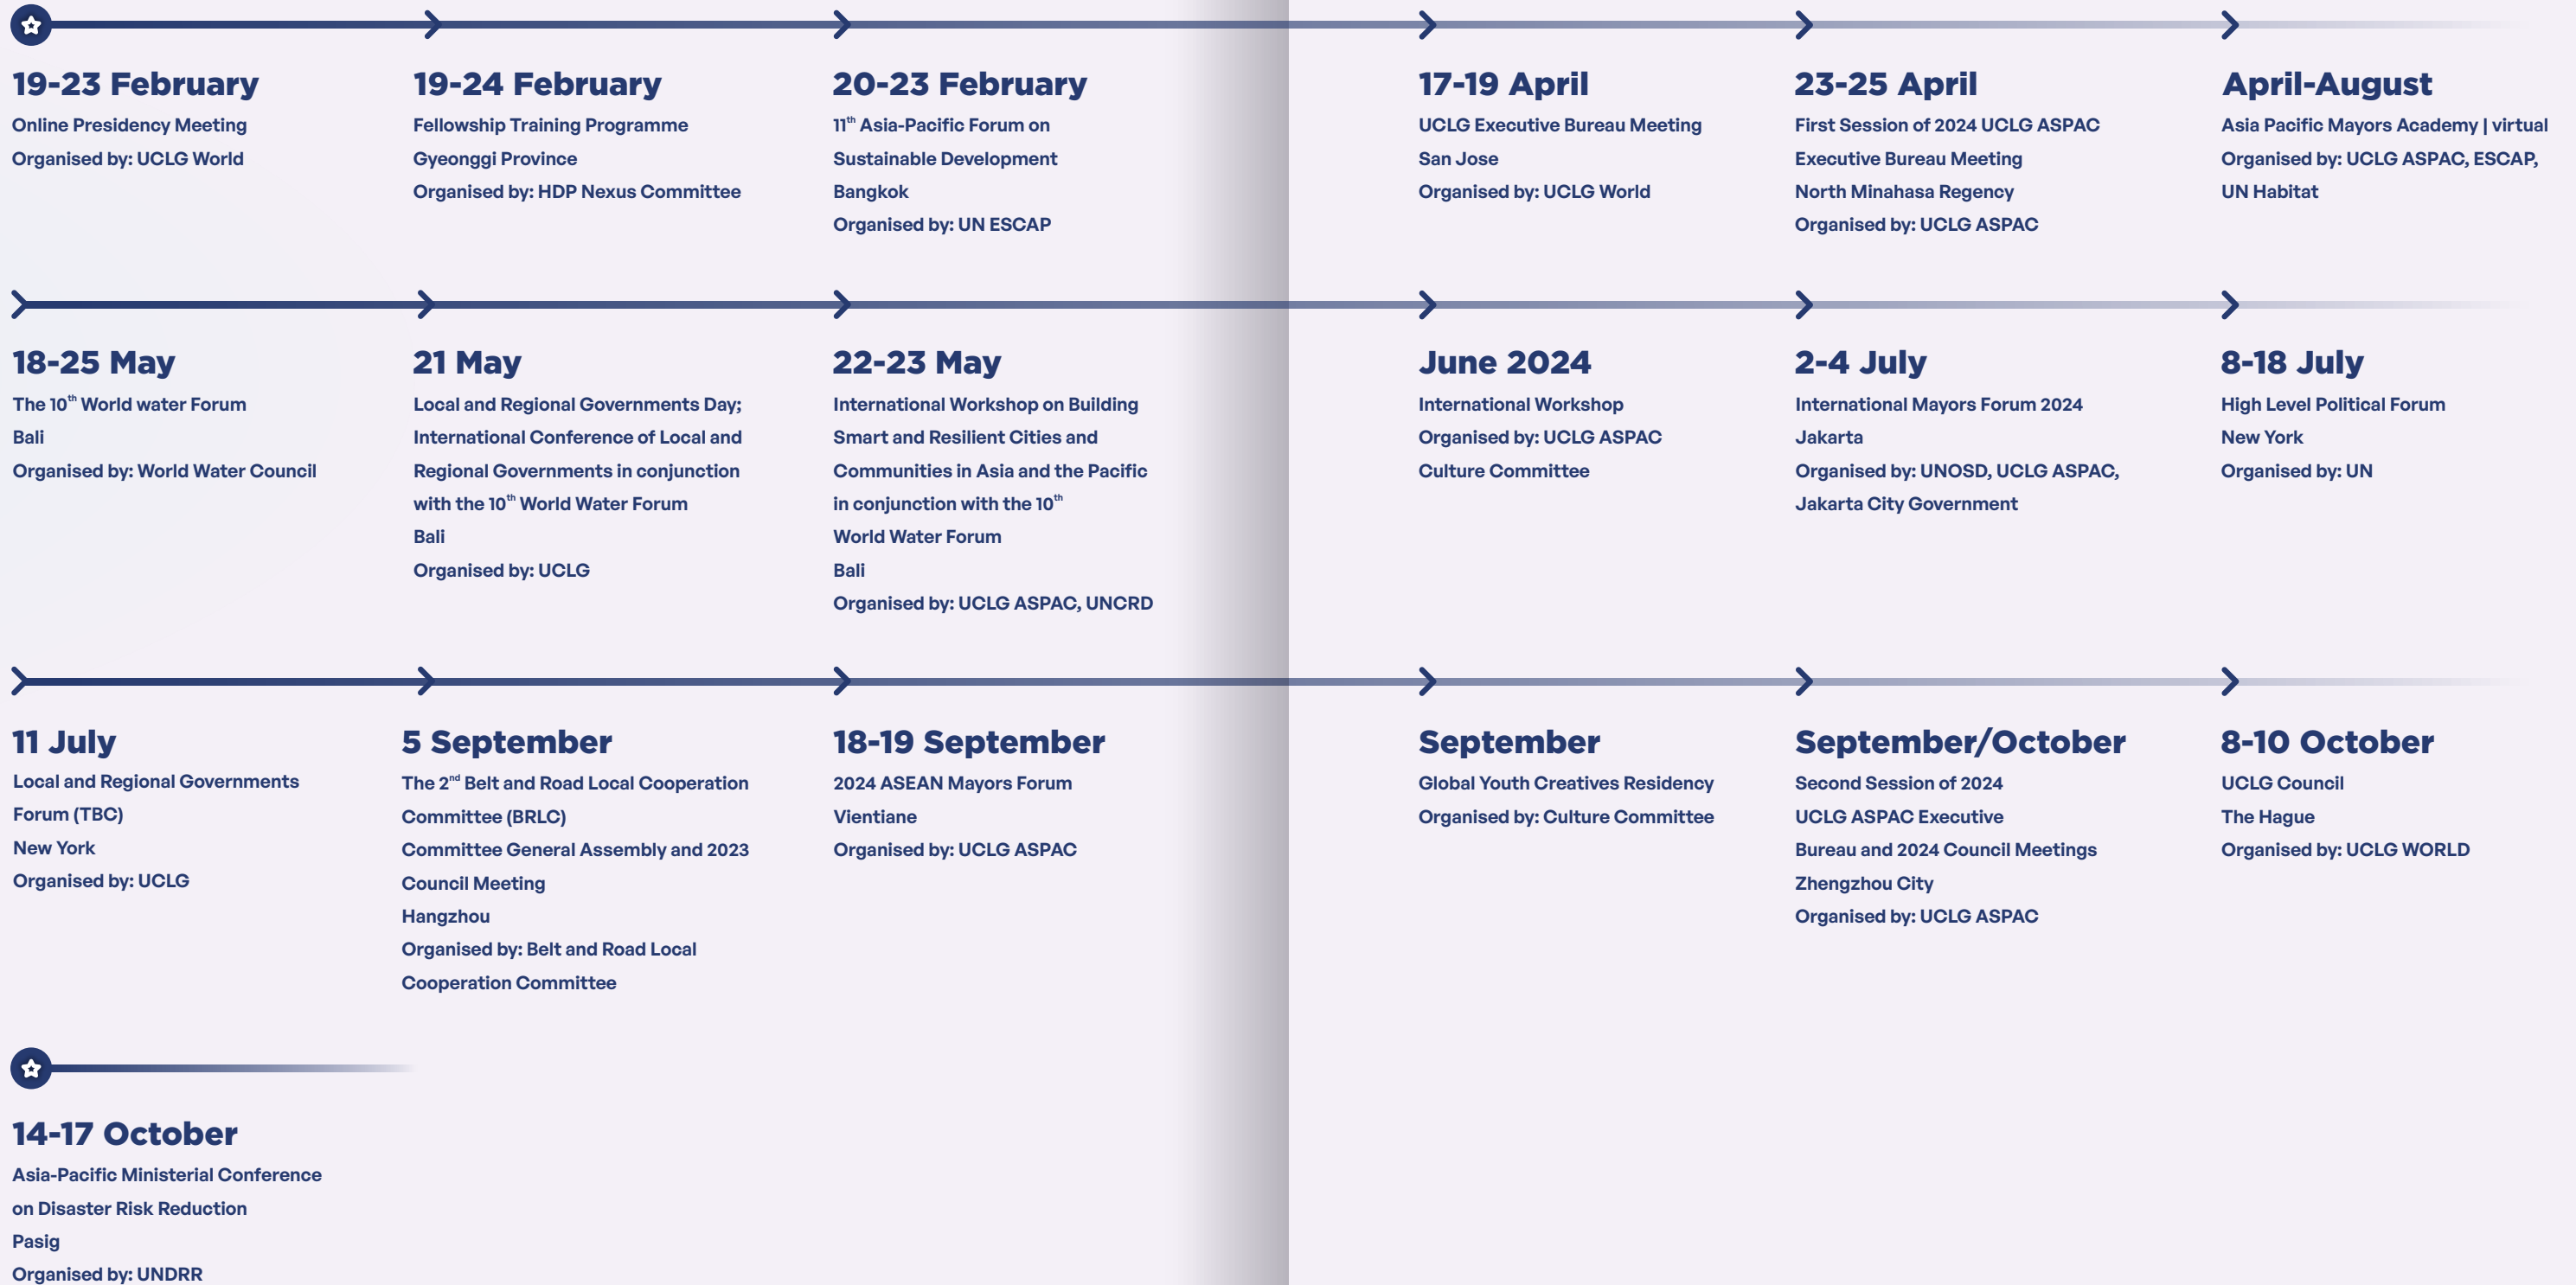 19-23 February
Online Presidency Meeting
Organised by: UCLG World
19-24 February
Fellowship Training Programme
Gyeonggi Province
Organised by: HDP Nexus Committee
20-23 February
11th Asia-Pacific Forum on
Sustainable Development
Bangkok
Organised by: UN ESCAP
17-19 April
UCLG Executive Bureau Meeting
San Jose
Organised by: UCLG World
23-25 April
First Session of 2024 UCLG ASPAC
Executive Bureau Meeting
North Minahasa Regency
Organised by: UCLG ASPAC
April-August
Asia Pacific Mayors Academy | virtual
Organised by: UCLG ASPAC, ESCAP,
UN Habitat
18-25 May
The 10th World water Forum
Bali
Organised by: World Water Council
21 May
Local and Regional Governments Day;
International Conference of Local and
Regional Governments in conjunction
with the 10th World Water Forum
Bali
Organised by: UCLG
22-23 May
International Workshop on Building
Smart and Resilient Cities and
Communities in Asia and the Pacific
in conjunction with the 10th
World Water Forum
Bali
Organised by: UCLG ASPAC, UNCRD
June 2024
International Workshop
Organised by: UCLG ASPAC
Culture Committee
2-4 July
International Mayors Forum 2024
Jakarta
Organised by: UNOSD, UCLG ASPAC,
Jakarta City Government
8-18 July
High Level Political Forum
New York
Organised by: UN
11 July
Local and Regional Governments
Forum (TBC)
New York
Organised by: UCLG
5 September
The 2nd Belt and Road Local Cooperation
Committee (BRLC)
Committee General Assembly and 2023
Council Meeting
Hangzhou
Organised by: Belt and Road Local
Cooperation Committee
18-19 September
2024 ASEAN Mayors Forum
Vientiane
Organised by: UCLG ASPAC
September
Global Youth Creatives Residency
Organised by: Culture Committee
September/October
Second Session of 2024
UCLG ASPAC Executive
Bureau and 2024 Council Meetings
Zhengzhou City
Organised by: UCLG ASPAC
8-10 October
UCLG Council
The Hague
Organised by: UCLG WORLD
14-17 October
Asia-Pacific Ministerial Conference
on Disaster Risk Reduction
Pasig
Organised by: UNDRR